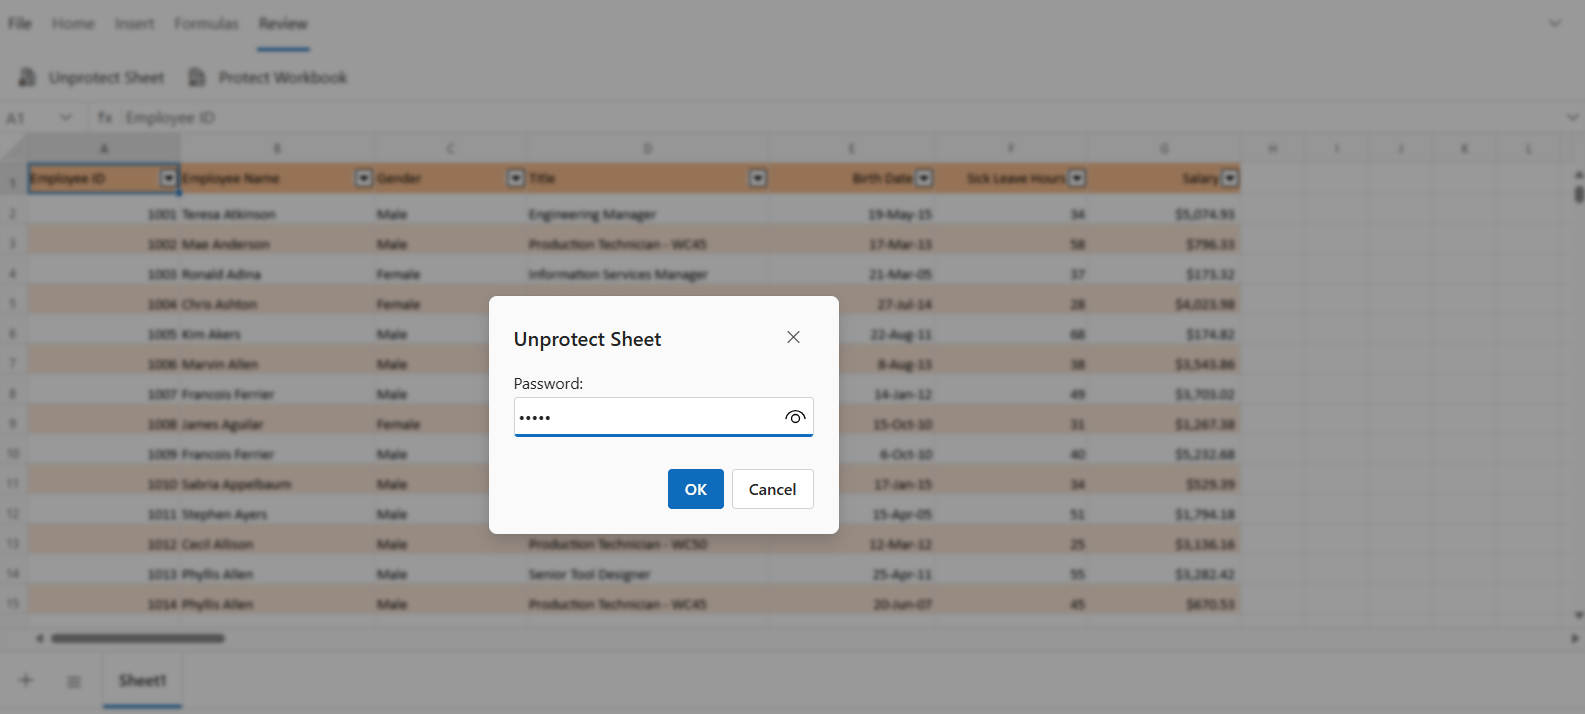 File Home Insert Formulas Review
Unprotect Sheet Protect Workbook
A1 fx Employee ID
A B C D E F G H I J K L
1 Employee ID Employee Name Gender Title Birth Date Sick Leave Hours Salary
2 1001 Teresa Atkinson Male Engineering Manager 19-May-15 34 $5,074.93
3 1002 Mae Anderson Male Production Technician - WC45 17-Mar-13 58 $796.33
4 1003 Ronald Adina Female Information Services Manager 21-Mar-05 37 $173.32
5 1004 Chris Ashton Female 27-Jul-14 28 $4,023.98
6 1005 Kim Akers Male 22-Aug-11 68 $174.82
7 1006 Marvin Allen Male 8-Aug-13 38 $3,543.86
8 1007 Francois Ferrier Male 14-Jan-12 49 $3,703.02
9 1008 James Aguilar Female 15-Oct-10 31 $1,267.38
10 1009 Francois Ferrier Male 6-Oct-10 40 $5,232.68
11 1010 Sabria Appelbaum Male 17-Jan-15 34 $529.39
12 1011 Stephen Ayers Male 15-Apr-05 51 $1,794.18
13 1012 Cecil Allison Male Production Technician - WC50 12-Mar-12 25 $3,136.16
14 1013 Phyllis Allen Male Senior Tool Designer 25-Apr-11 55 $3,282.42
15 1014 Phyllis Allen Male Production Technician - WC45 20-Jun-07 45 $670.53
Unprotect Sheet
Password:
•••••
OK Cancel
Sheet1